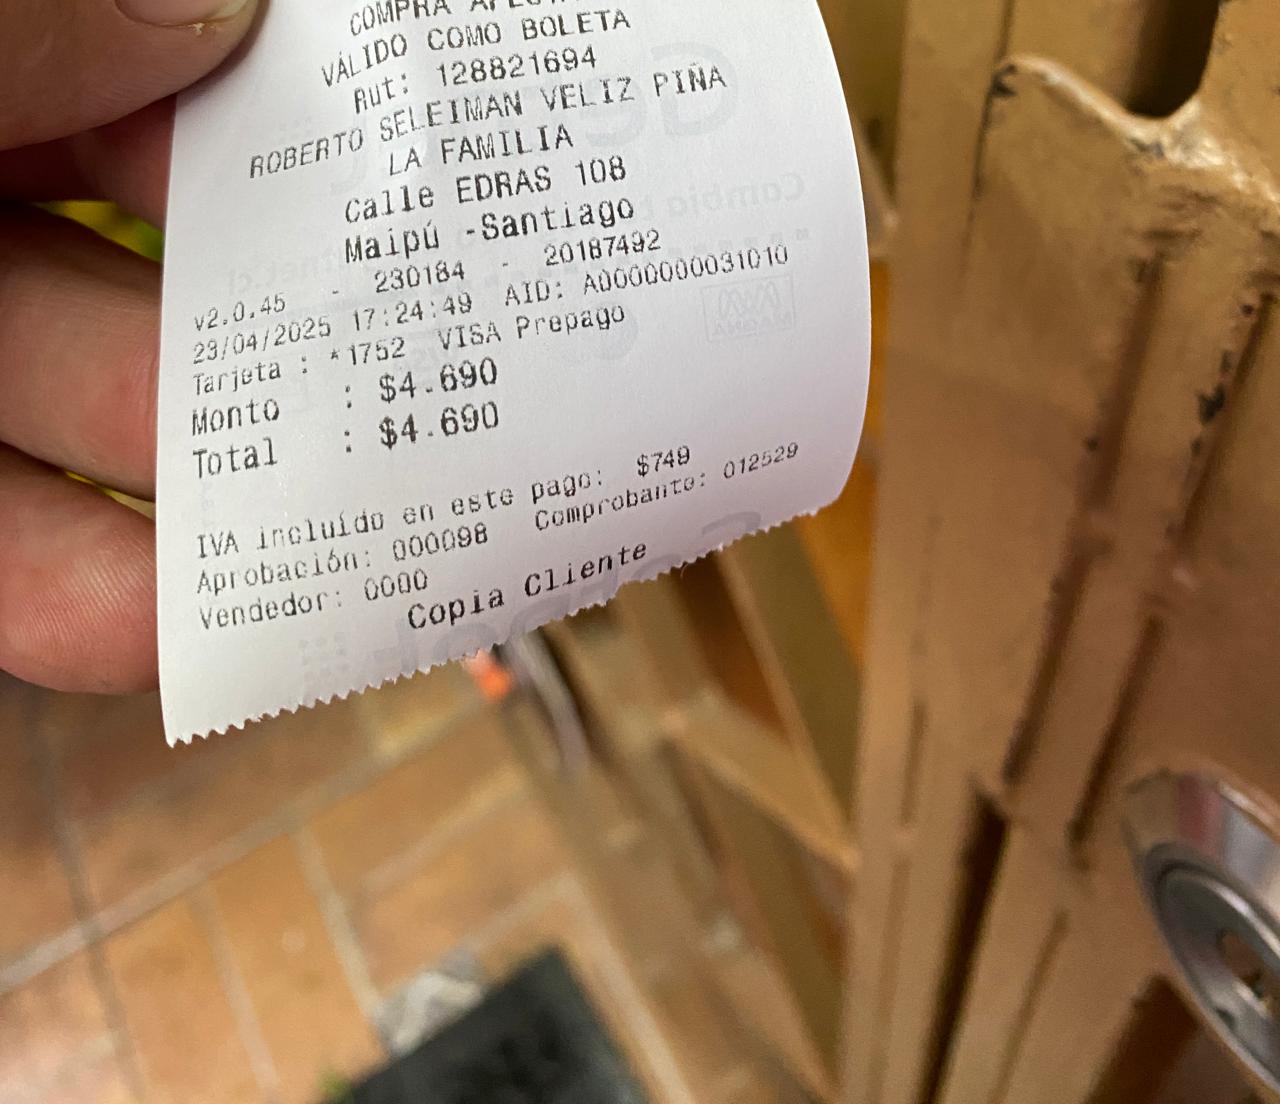 COMPRA
VÁLIDO COMO BOLETA
Rut: 128821694
ROBERTO SELEIMAN VELIZ PIÑA
LA FAMILIA
Calle EDRAS 108
Maipú -Santiago
v2.0.45 - 230184 - 20187492
23/04/2025 17:24:49 AID: A0000000031010
Tarjeta : *1752 VISA Prepago
Monto : $4.690
Total : $4.690
IVA incluído en este pago: $749
Aprobación: 000098 Comprobante: 012529
Vendedor: 0000
Copia Cliente